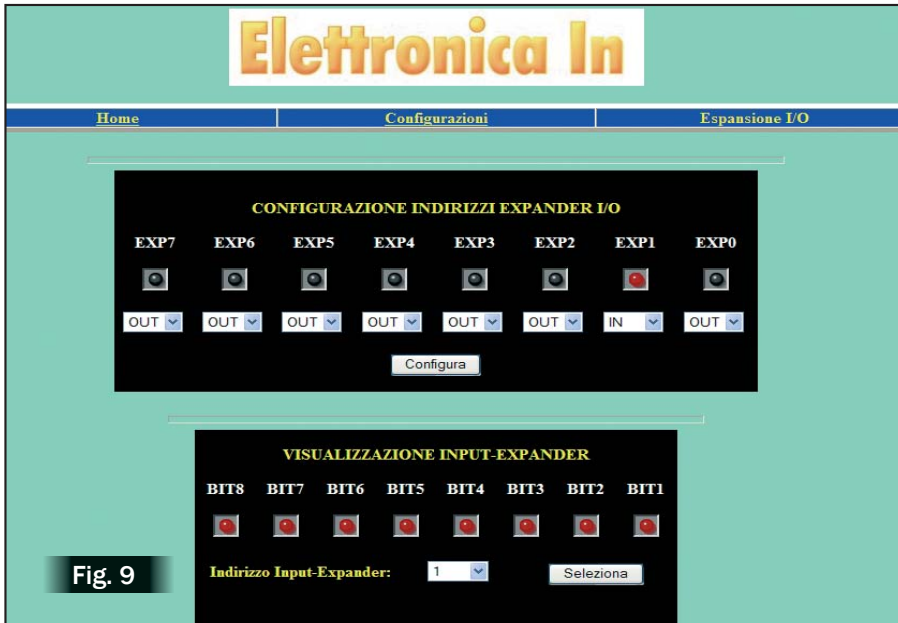 Elettronica In
Home Configurazioni Espansione I/O
CONFIGURAZIONE INDIRIZZI EXPANDER I/O
EXP7 EXP6 EXP5 EXP4 EXP3 EXP2 EXP1 EXP0
OUT OUT OUT OUT OUT OUT IN OUT
Configura
VISUALIZZAZIONE INPUT-EXPANDER
BIT8 BIT7 BIT6 BIT5 BIT4 BIT3 BIT2 BIT1
Indirizzo Input-Expander: 1 Seleziona
Fig. 9